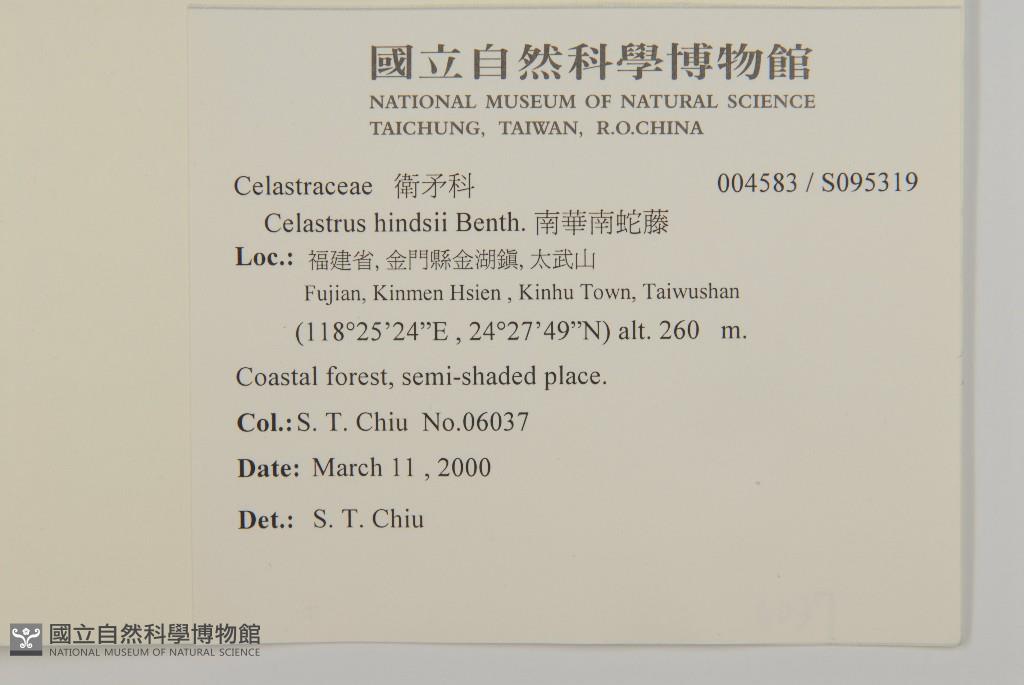 國立自然科學博物館
NATIONAL MUSEUM OF NATURAL SCIENCE
TAICHUNG, TAIWAN, R.O.CHINA
Celastraceae 衛矛科 004583 / S095319
Celastrus hindsii Benth. 南華南蛇藤
Loc.: 福建省, 金門縣金湖鎮, 太武山
Fujian, Kinmen Hsien , Kinhu Town, Taiwushan
(118°25’24”E , 24°27’49”N) alt. 260 m.
Coastal forest, semi-shaded place.
Col.: S. T. Chiu No.06037
Date: March 11 , 2000
Det.: S. T. Chiu
國立自然科學博物館
NATIONAL MUSEUM OF NATURAL SCIENCE